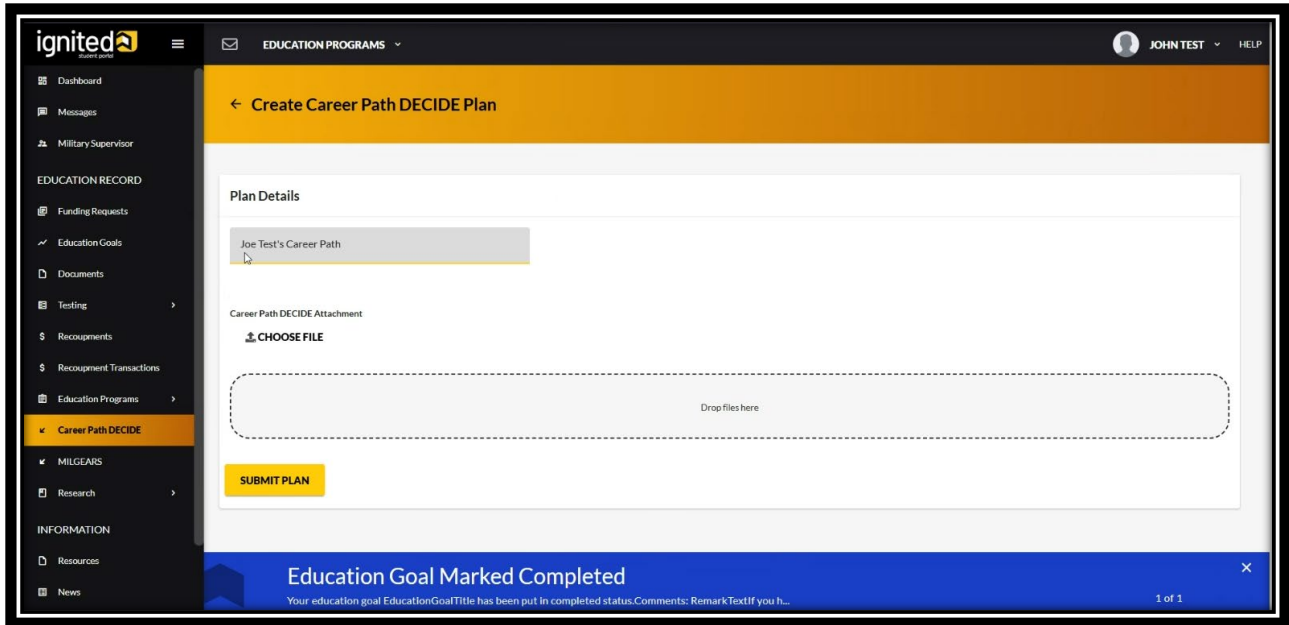 ignited
student portal
EDUCATION PROGRAMS
JOHN TEST
HELP
Dashboard
Messages
Military Supervisor
EDUCATION RECORD
Funding Requests
Education Goals
Documents
Testing
Recoupments
Recoupment Transactions
Education Programs
Career Path DECIDE
MILGEARS
Research
INFORMATION
Resources
News
← Create Career Path DECIDE Plan
Plan Details
Joe Test's Career Path
Career Path DECIDE Attachment
CHOOSE FILE
Drop files here
SUBMIT PLAN
Education Goal Marked Completed
Your education goal EducationGoalTitle has been put in completed status.Comments: RemarkTextIf you h...
1 of 1